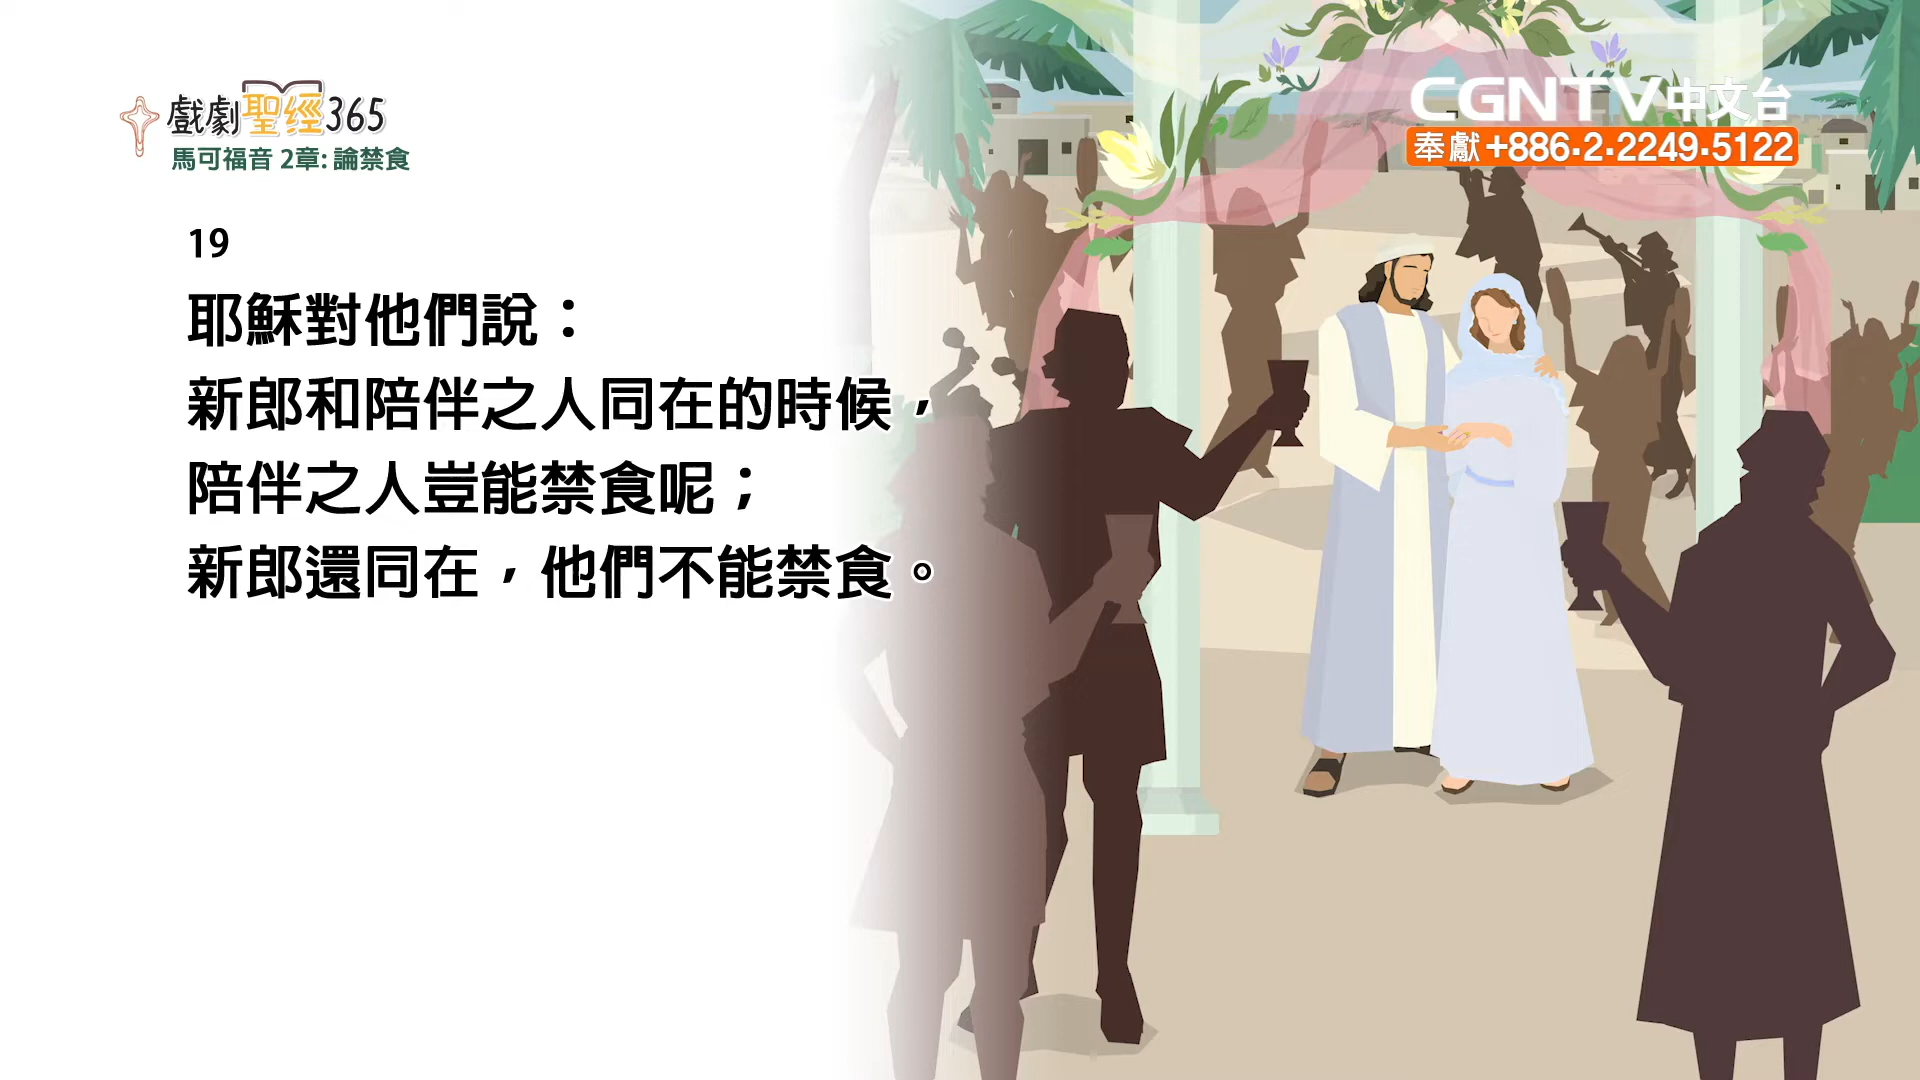 戲劇聖經365
馬可福音 2章: 論禁食
CGNTV中文台
奉獻 +886·2·2249·5122
19
耶穌對他們說：
新郎和陪伴之人同在的時候，
陪伴之人豈能禁食呢；
新郎還同在，他們不能禁食。